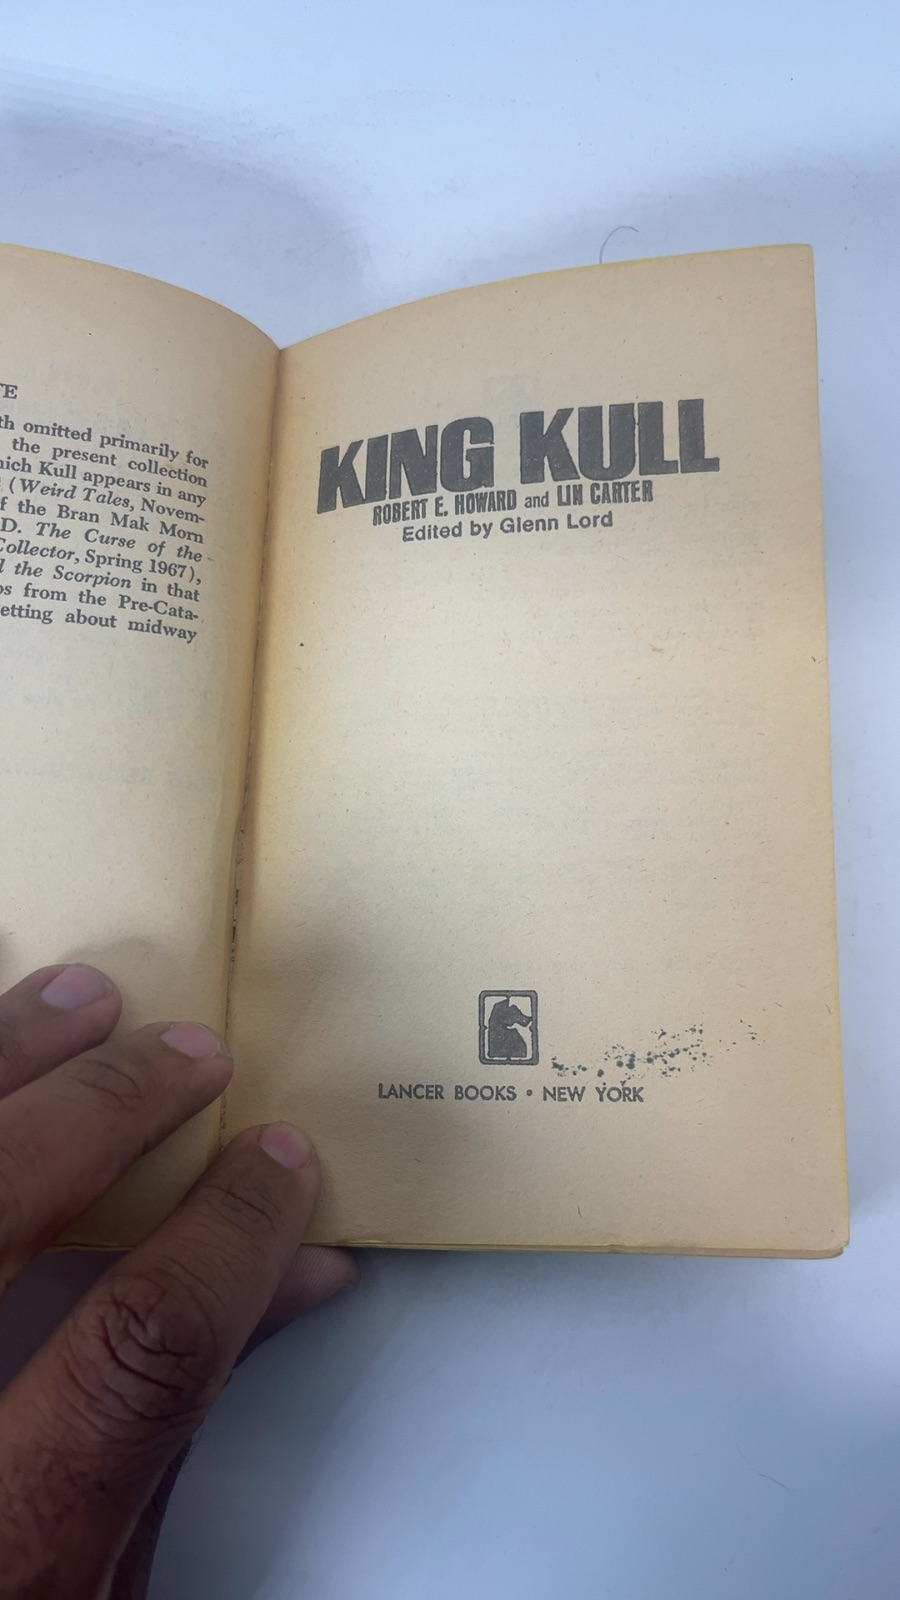 TE
th omitted primarily for
the present collection
hich Kull appears in any
(Weird Tales, Novem-
f the Bran Mak Morn
D. The Curse of the
Collector, Spring 1967),
the Scorpion in that
os from the Pre-Cata-
etting about midway
KING KULL
ROBERT E. HOWARD and LIN CARTER
Edited by Glenn Lord
LANCER BOOKS • NEW YORK